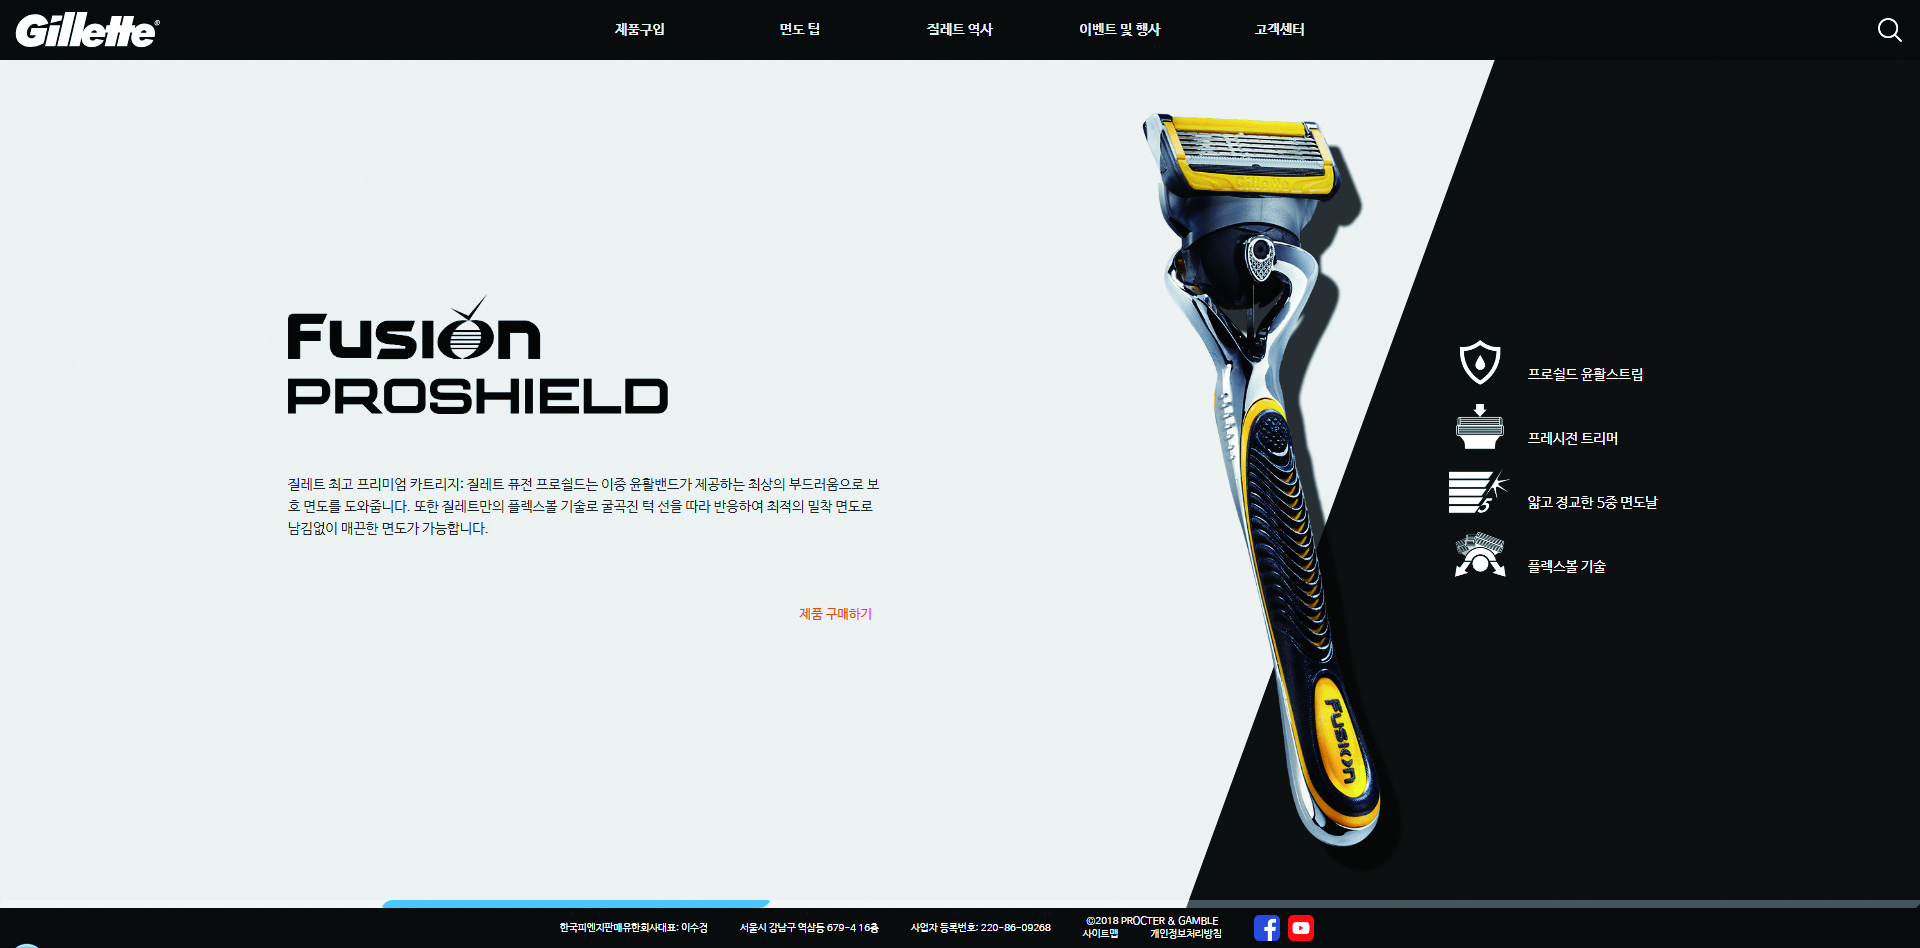 Gillette®
제품구입
면도 팁
질레트 역사
이벤트 및 행사
고객센터
Gillette
Fusion
PROSHIELD
질레트 최고 프리미엄 카트리지: 질레트 퓨전 프로쉴드는 이중 윤활밴드가 제공하는 최상의 부드러움으로 보
호 면도를 도와줍니다. 또한 질레트만의 플렉스볼 기술로 굴곡진 턱 선을 따라 반응하여 최적의 밀착 면도로
남김없이 매끈한 면도가 가능합니다.
제품 구매하기
프로쉴드 윤활스트립
프레시전 트리머
5
얇고 정교한 5중 면도날
플렉스볼 기술
FUSION
한국피엔지판매유한회사대표: 이수경
서울시 강남구 역삼동 679-4 16층
사업자 등록번호: 220-86-09268
©2018 PROCTER & GAMBLE
사이트맵
개인정보처리방침